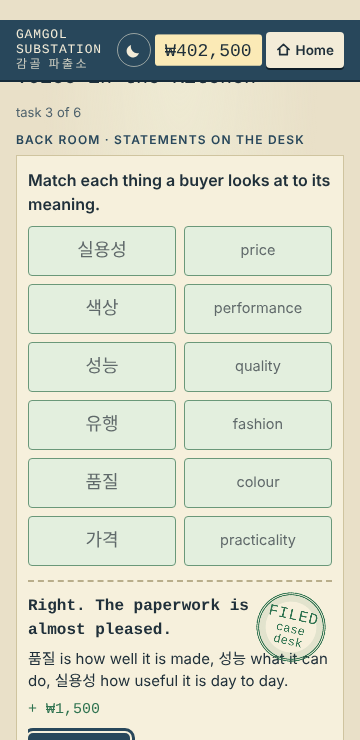 GAMGOL
SUBSTATION
감골 파출소
₩402,500
Home
task 3 of 6
BACK ROOM · STATEMENTS ON THE DESK
Match each thing a buyer looks at to its
meaning.
실용성
price
색상
performance
성능
quality
유행
fashion
품질
colour
가격
practicality
Right. The paperwork is
almost pleased.
FILED
case
desk
품질 is how well it is made, 성능 what it can
do, 실용성 how useful it is day to day.
+ ₩1,500